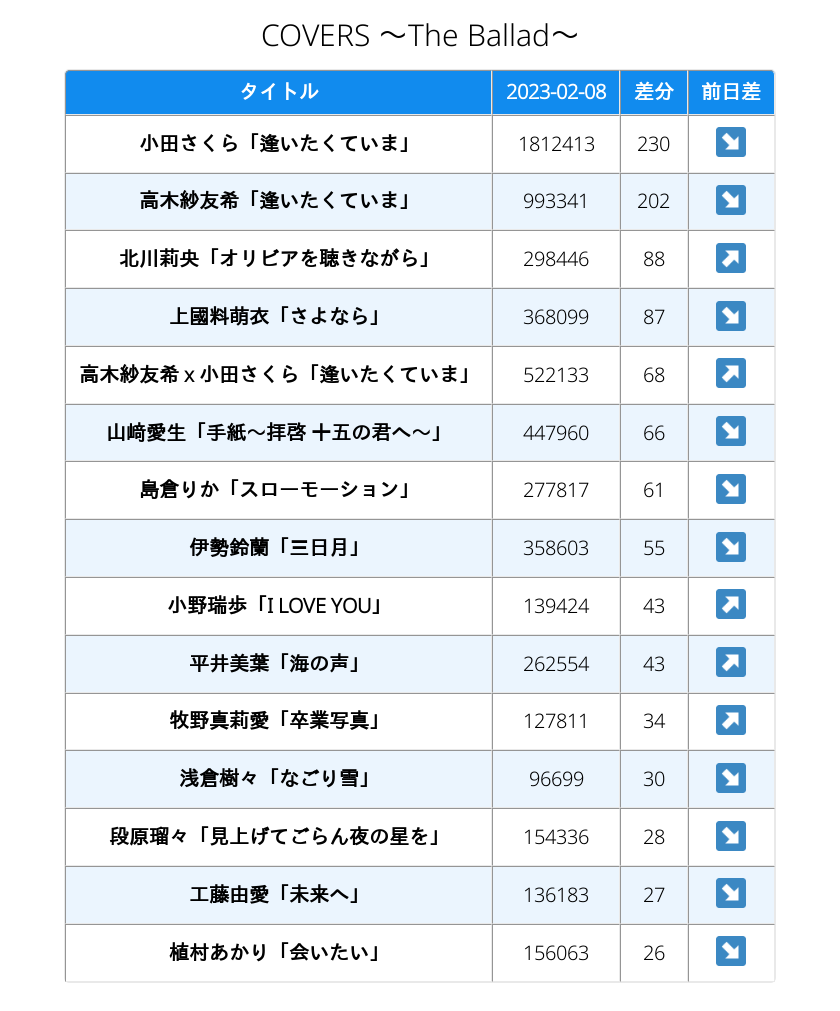 COVERS ～The Ballad～
タイトル 2023-02-08 差分 前日差
小田さくら「逢いたくていま」 1812413 230 ↘
高木紗友希「逢いたくていま」 993341 202 ↘
北川莉央「オリビアを聴きながら」 298446 88 ↗
上國料萌衣「さよなら」 368099 87 ↘
高木紗友希 x 小田さくら「逢いたくていま」 522133 68 ↗
山﨑愛生「手紙～拝啓 十五の君へ～」 447960 66 ↘
島倉りか「スローモーション」 277817 61 ↘
伊勢鈴蘭「三日月」 358603 55 ↘
小野瑞歩「I LOVE YOU」 139424 43 ↗
平井美葉「海の声」 262554 43 ↗
牧野真莉愛「卒業写真」 127811 34 ↗
浅倉樹々「なごり雪」 96699 30 ↘
段原瑠々「見上げてごらん夜の星を」 154336 28 ↘
工藤由愛「未来へ」 136183 27 ↘
植村あかり「会いたい」 156063 26 ↘